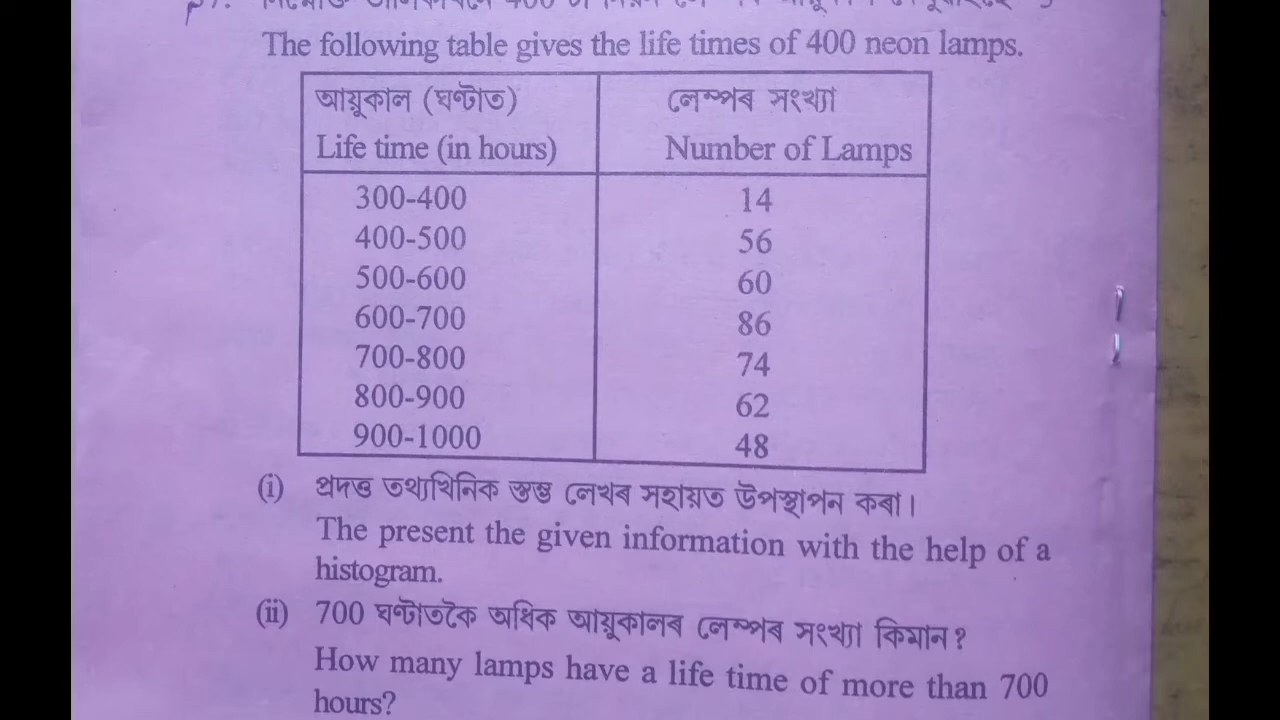 The following table gives the life times of 400 neon lamps.
আয়ুকাল (ঘণ্টাত) লেম্পৰ সংখ্যা
Life time (in hours) Number of Lamps
300-400 14
400-500 56
500-600 60
600-700 86
700-800 74
800-900 62
900-1000 48
(i) প্ৰদত্ত তথ্যখিনিক স্তম্ভ লেখৰ সহায়ত উপস্থাপন কৰা।
The present the given information with the help of a
histogram.
(ii) 700 ঘণ্টাতকৈ অধিক আয়ুকালৰ লেম্পৰ সংখ্যা কিমান?
How many lamps have a life time of more than 700
hours?